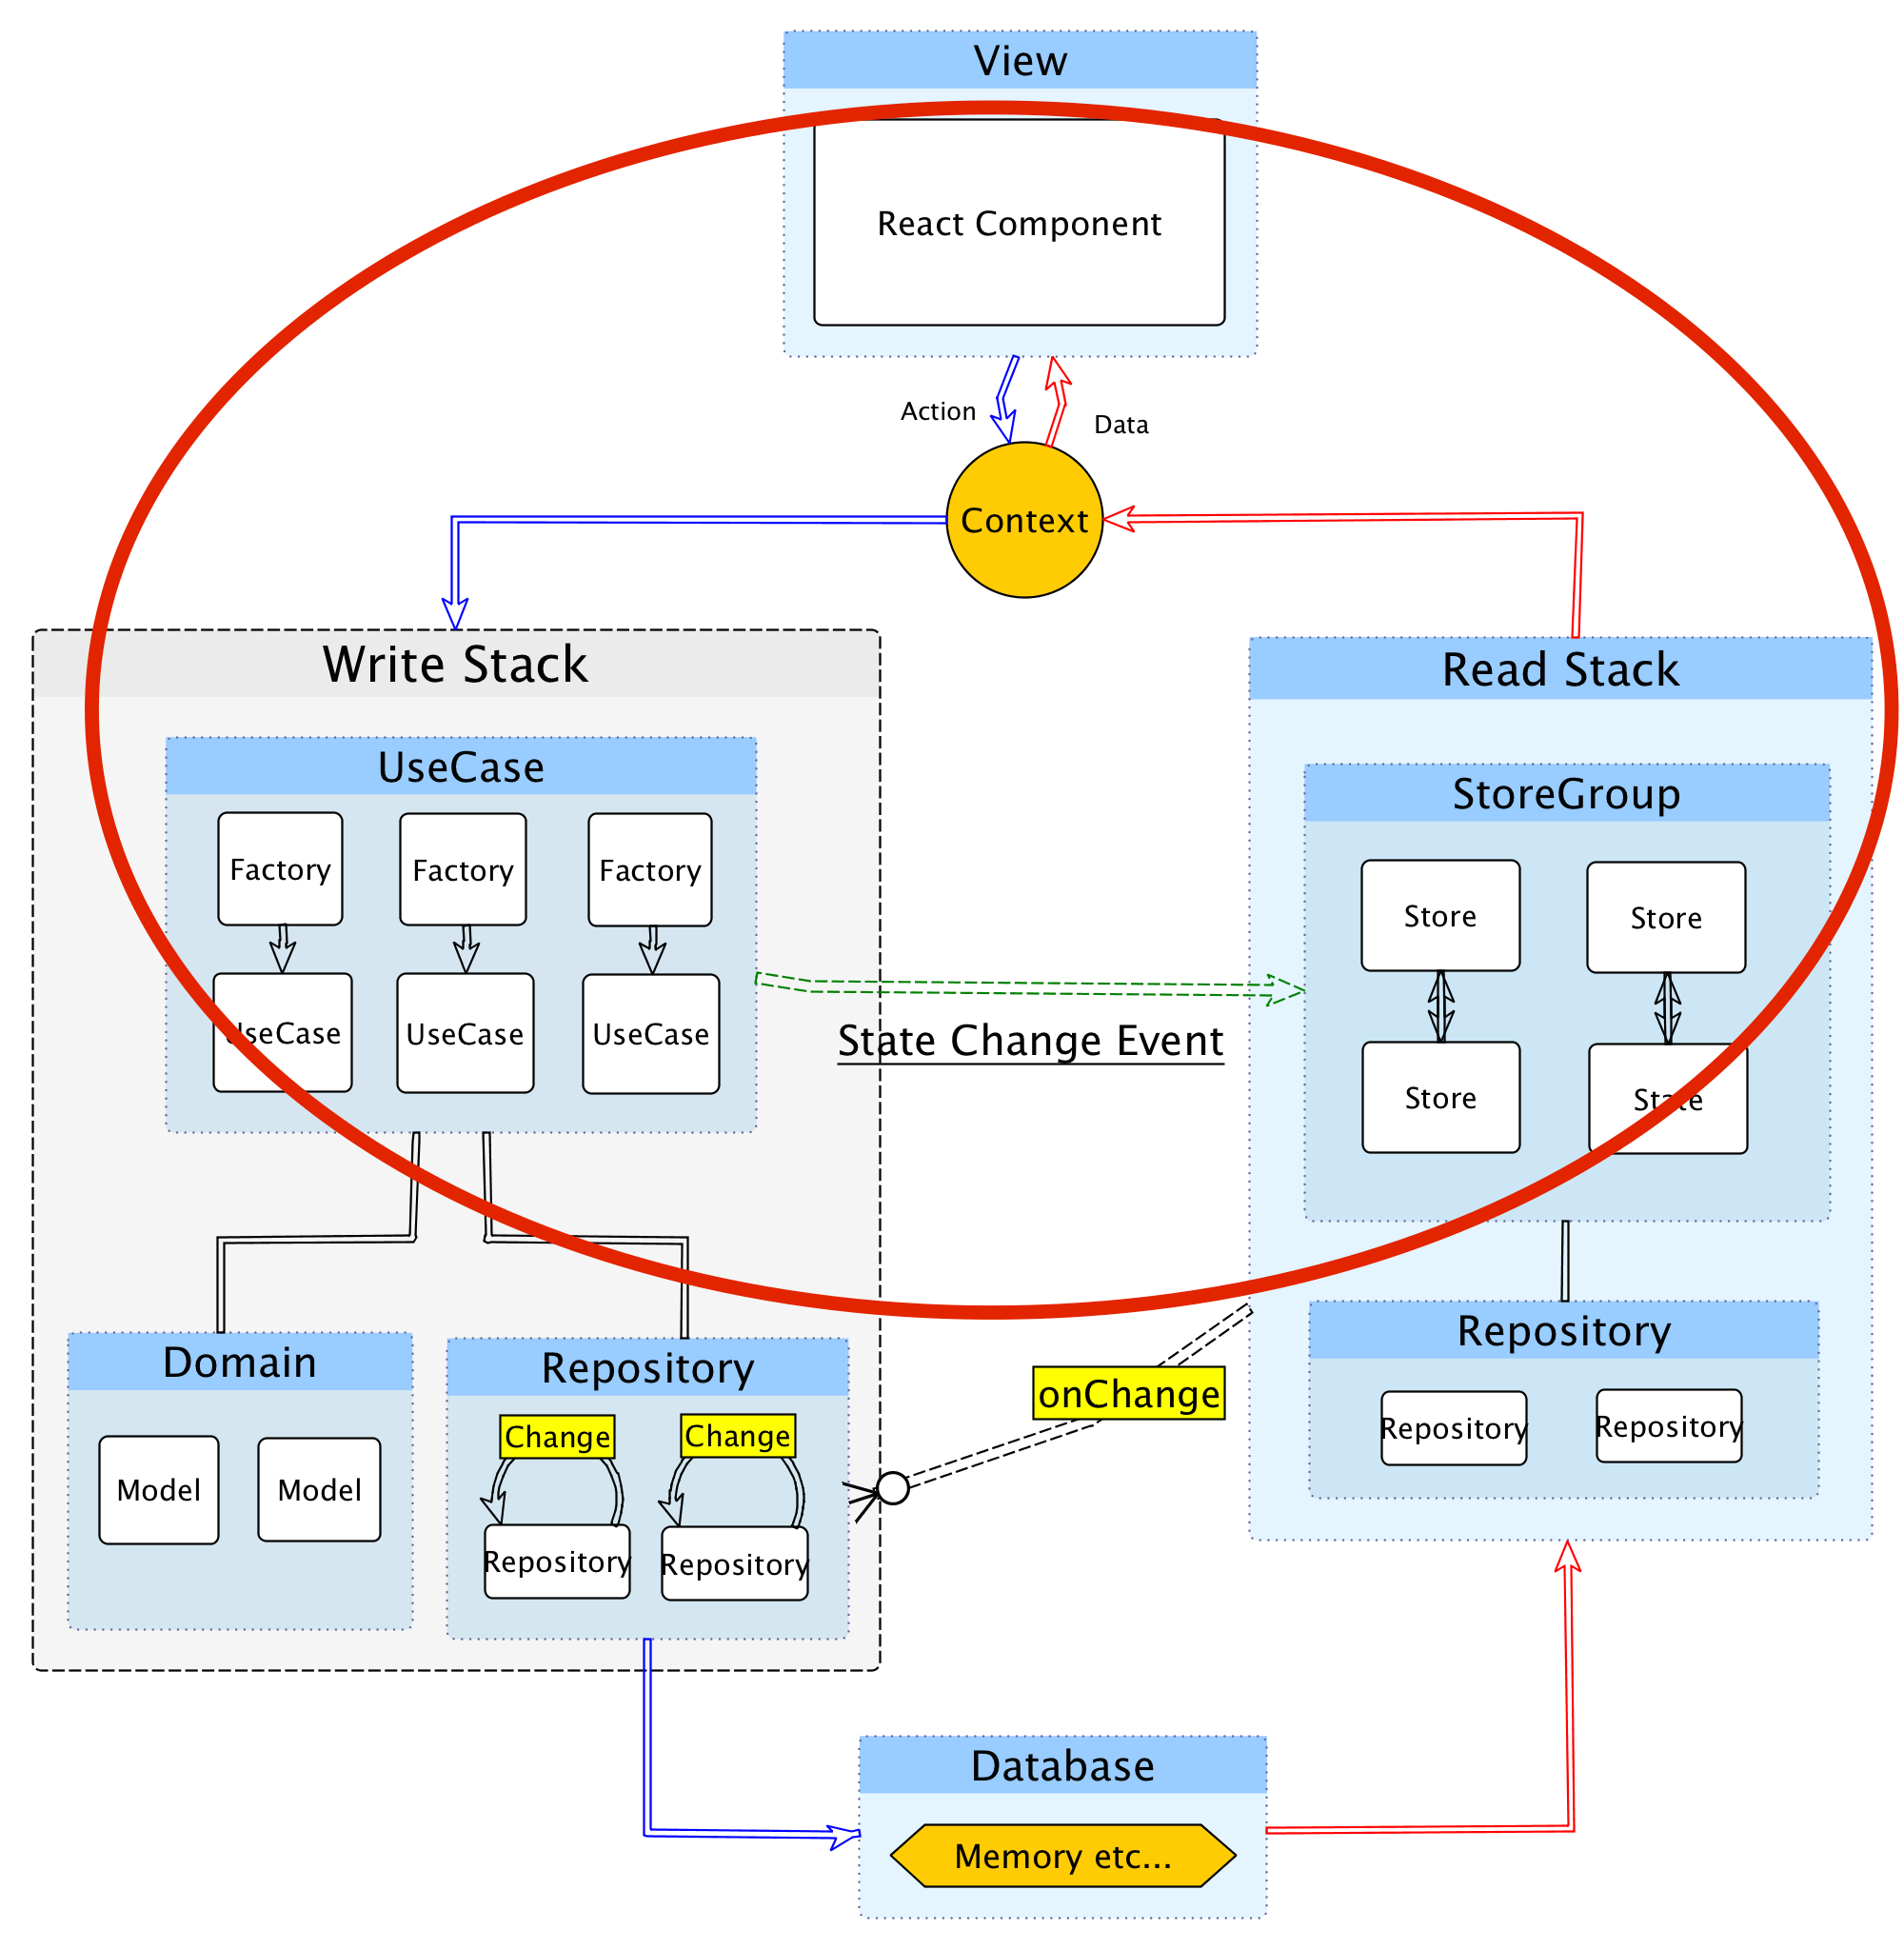 View
React Component
Action
Data
Context
Write Stack
UseCase
Factory
Factory
Factory
UseCase
UseCase
UseCase
State Change Event
Read Stack
StoreGroup
Store
Store
Store
State
Domain
Model
Model
Repository
Change
Change
Repository
Repository
onChange
Repository
Repository
Repository
Database
Memory etc...